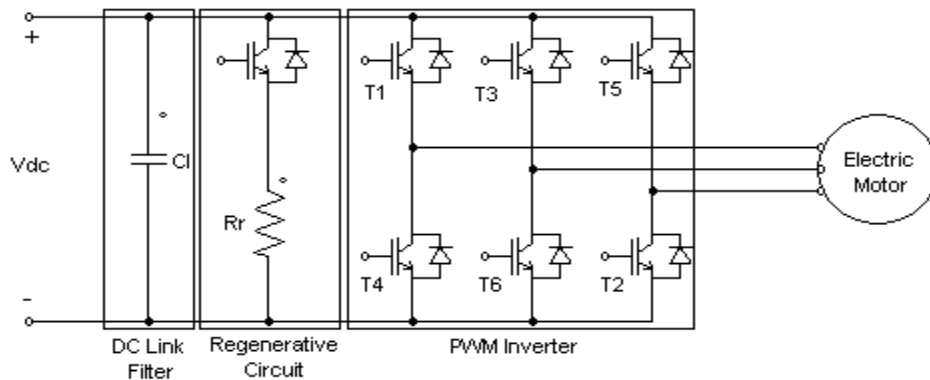 +
Vdc
-
Cl
Rr
T1
T3
T5
T4
T6
T2
Electric
Motor
DC Link
Filter
Regenerative
Circuit
PWM Inverter